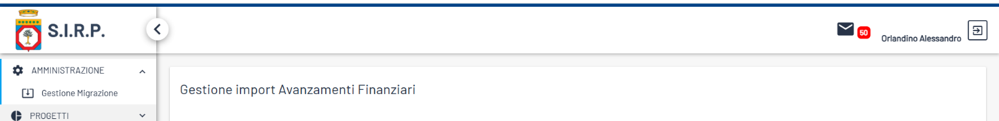 S.I.R.P.
50
Orlandino Alessandro
AMMINISTRAZIONE
Gestione Migrazione
PROGETTI
Gestione import Avanzamenti Finanziari